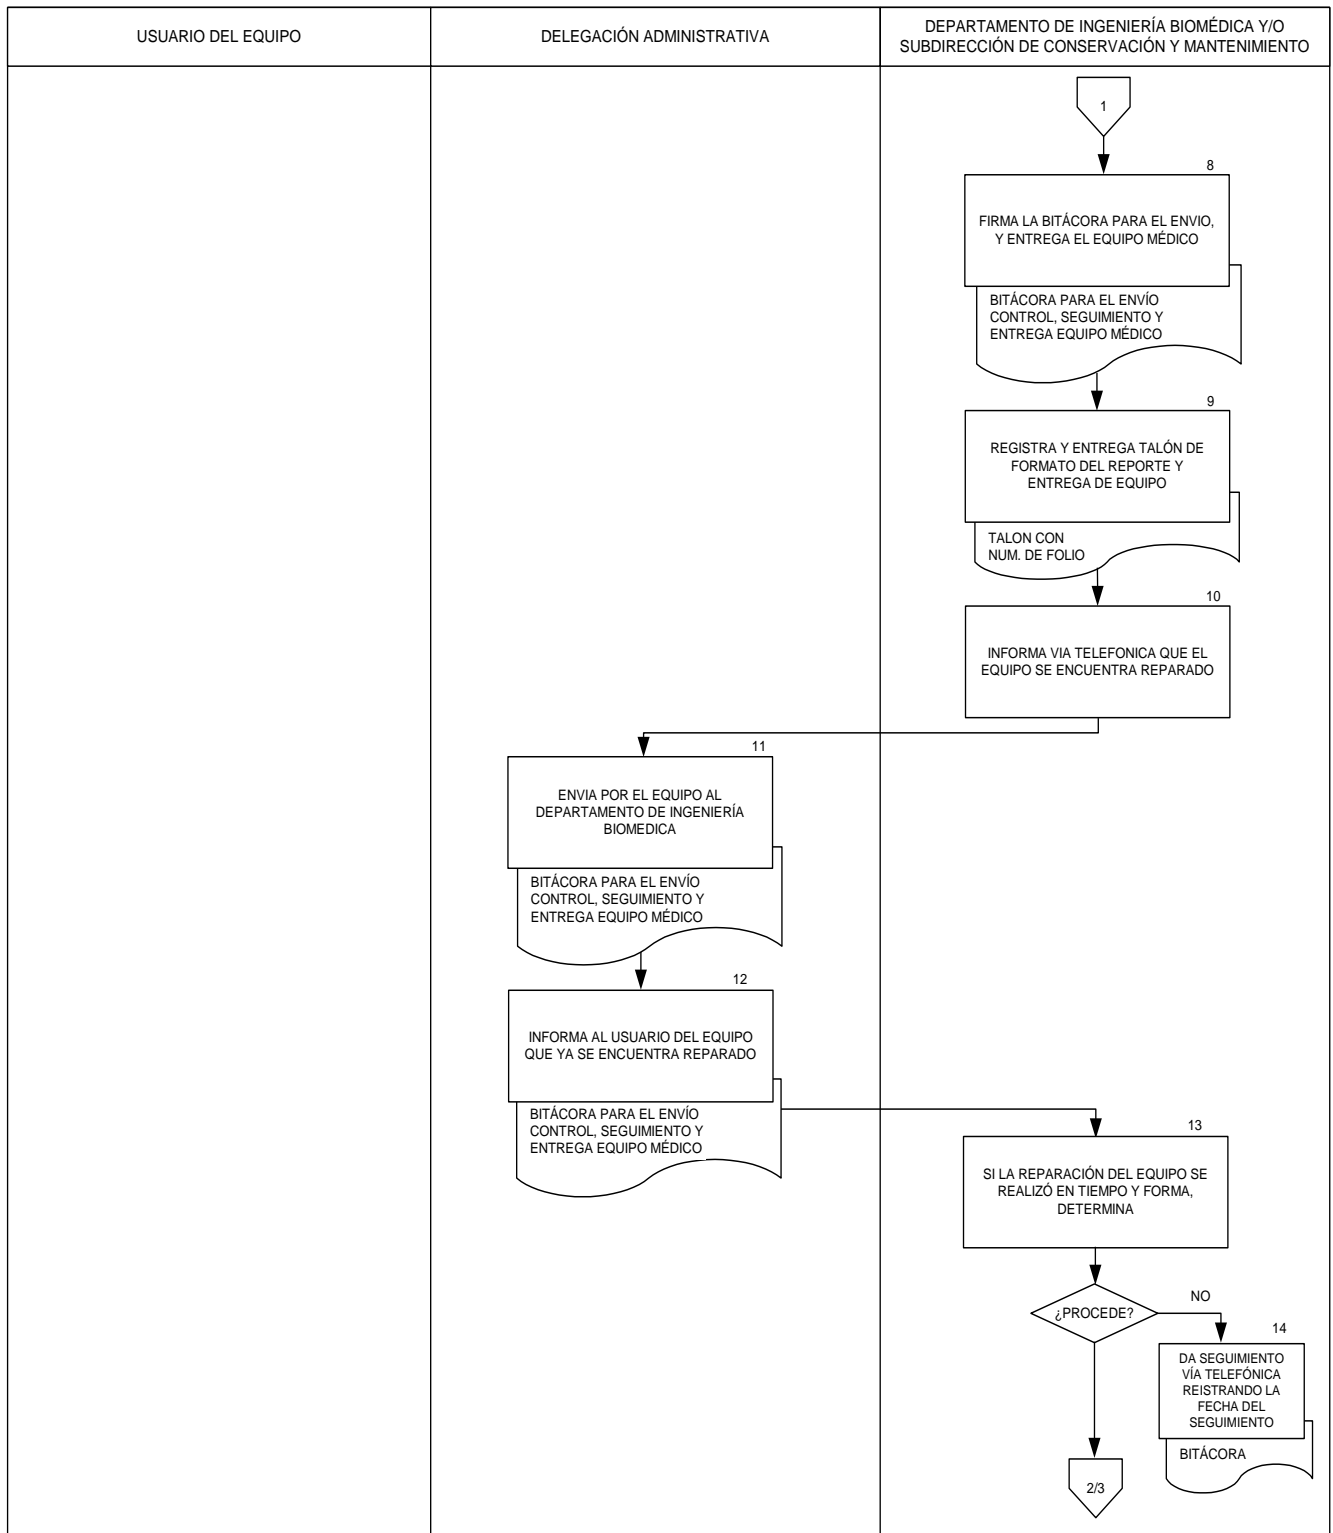 USUARIO DEL EQUIPO
DELEGACIÓN ADMINISTRATIVA
DEPARTAMENTO DE INGENIERÍA BIOMÉDICA Y/O
SUBDIRECCIÓN DE CONSERVACIÓN Y MANTENIMIENTO
1
8
FIRMA LA BITÁCORA PARA EL ENVIO,
Y ENTREGA EL EQUIPO MÉDICO
BITÁCORA PARA EL ENVÍO
CONTROL, SEGUIMIENTO Y
ENTREGA EQUIPO MÉDICO
9
REGISTRA Y ENTREGA TALÓN DE
FORMATO DEL REPORTE Y
ENTREGA DE EQUIPO
TALON CON
NUM. DE FOLIO
10
INFORMA VIA TELEFONICA QUE EL
EQUIPO SE ENCUENTRA REPARADO
11
ENVIA POR EL EQUIPO AL
DEPARTAMENTO DE INGENIERÍA
BIOMEDICA
BITÁCORA PARA EL ENVÍO
CONTROL, SEGUIMIENTO Y
ENTREGA EQUIPO MÉDICO
12
INFORMA AL USUARIO DEL EQUIPO
QUE YA SE ENCUENTRA REPARADO
BITÁCORA PARA EL ENVÍO
CONTROL, SEGUIMIENTO Y
ENTREGA EQUIPO MÉDICO
13
SI LA REPARACIÓN DEL EQUIPO SE
REALIZÓ EN TIEMPO Y FORMA,
DETERMINA
¿PROCEDE?
NO
14
DA SEGUIMIENTO
VÍA TELEFÓNICA
REISTRANDO LA
FECHA DEL
SEGUIMIENTO
BITÁCORA
2/3